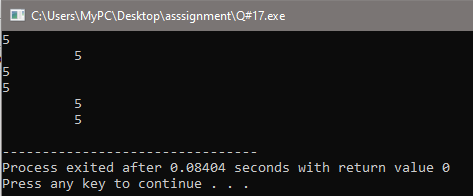 C:\Users\MyPC\Desktop\asssignment\Q#17.exe
5
5
5
5
5
5
--------------------------------
Process exited after 0.08404 seconds with return value 0
Press any key to continue . . .